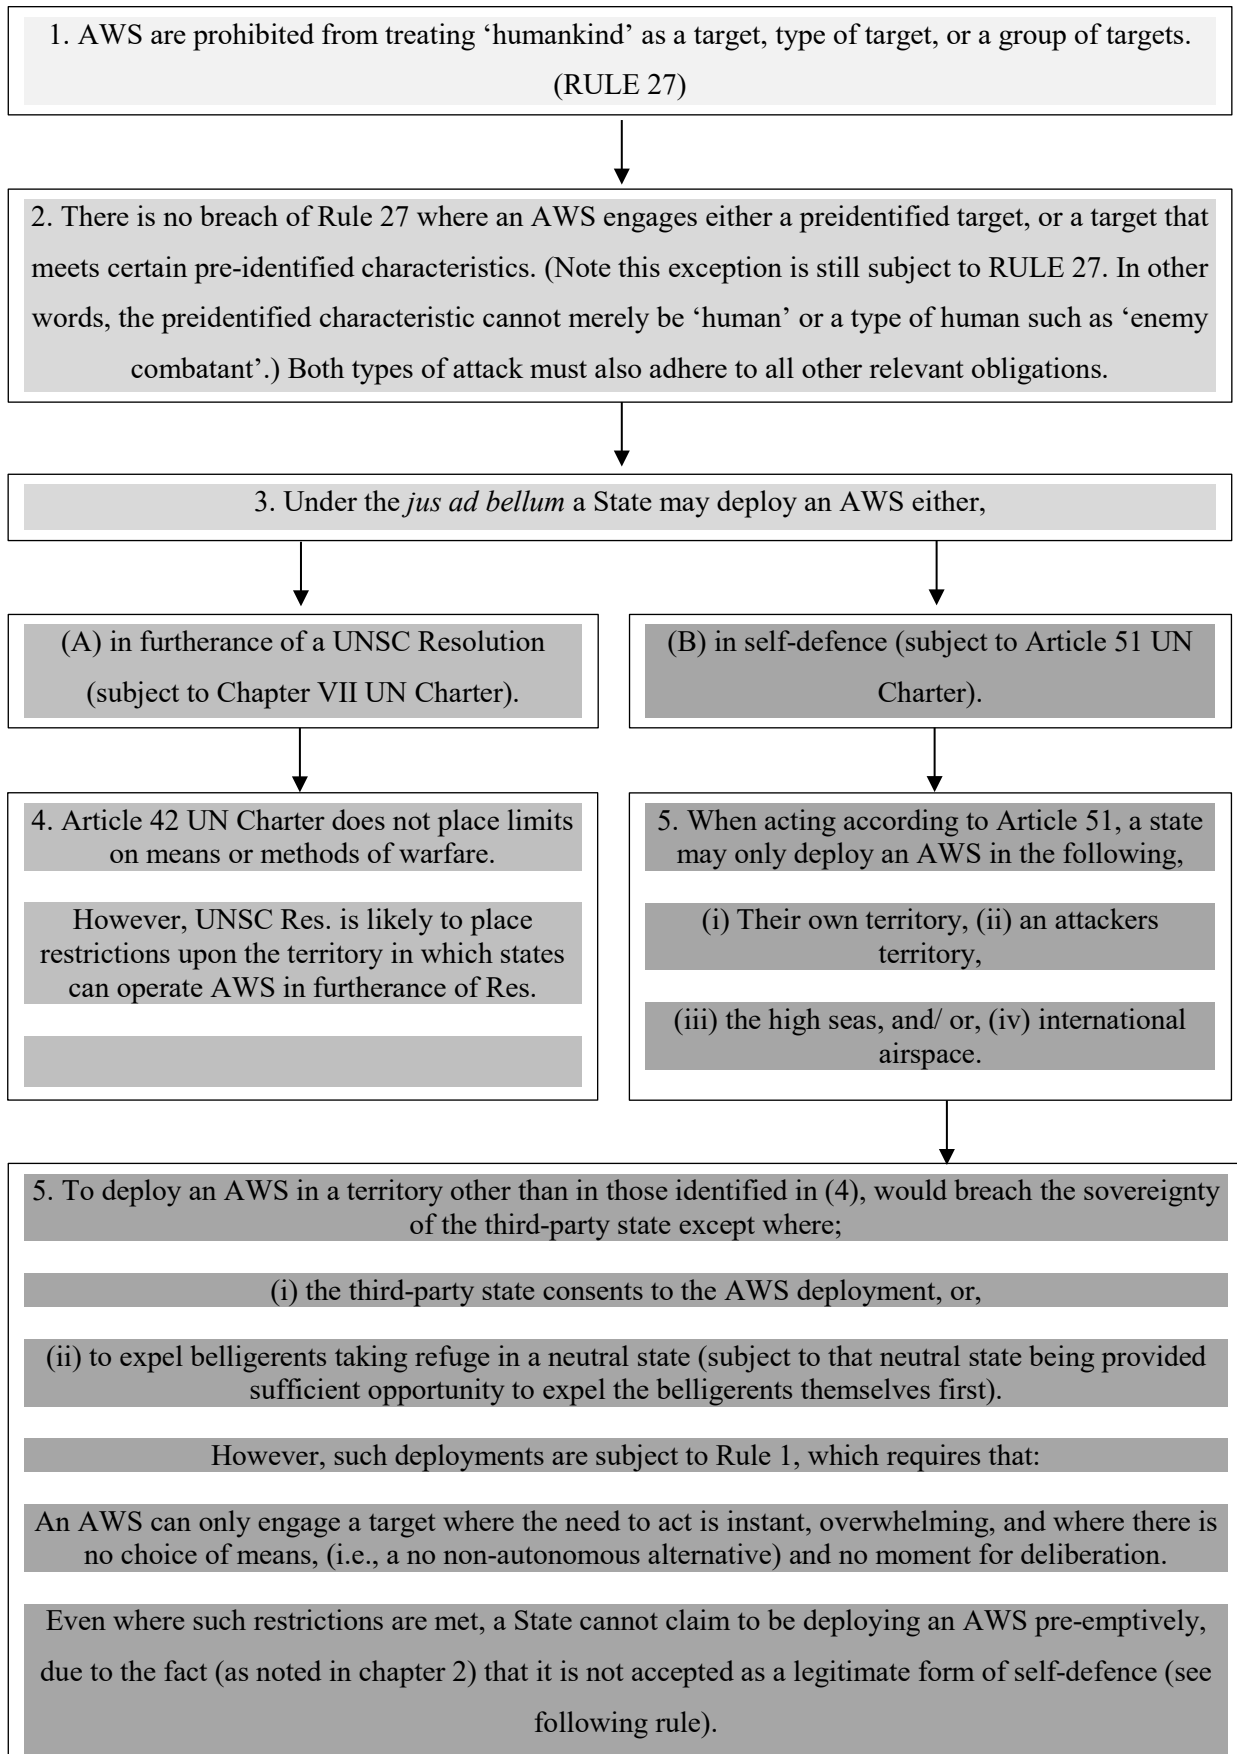 1. AWS are prohibited from treating ‘humankind’ as a target, type of target, or a group of targets.
(RULE 27)
2. There is no breach of Rule 27 where an AWS engages either a preidentified target, or a target that
meets certain pre-identified characteristics. (Note this exception is still subject to RULE 27. In other
words, the preidentified characteristic cannot merely be ‘human’ or a type of human such as ‘enemy
combatant’.) Both types of attack must also adhere to all other relevant obligations.
3. Under the jus ad bellum a State may deploy an AWS either,
(A) in furtherance of a UNSC Resolution
(subject to Chapter VII UN Charter).
(B) in self-defence (subject to Article 51 UN
Charter).
4. Article 42 UN Charter does not place limits
on means or methods of warfare.
However, UNSC Res. is likely to place
restrictions upon the territory in which states
can operate AWS in furtherance of Res.
5. When acting according to Article 51, a state
may only deploy an AWS in the following,
(i) Their own territory, (ii) an attackers
territory,
(iii) the high seas, and/ or, (iv) international
airspace.
5. To deploy an AWS in a territory other than in those identified in (4), would breach the sovereignty
of the third-party state except where;
(i) the third-party state consents to the AWS deployment, or,
(ii) to expel belligerents taking refuge in a neutral state (subject to that neutral state being provided
sufficient opportunity to expel the belligerents themselves first).
However, such deployments are subject to Rule 1, which requires that:
An AWS can only engage a target where the need to act is instant, overwhelming, and where there is
no choice of means, (i.e., a no non-autonomous alternative) and no moment for deliberation.
Even where such restrictions are met, a State cannot claim to be deploying an AWS pre-emptively,
due to the fact (as noted in chapter 2) that it is not accepted as a legitimate form of self-defence (see
following rule).